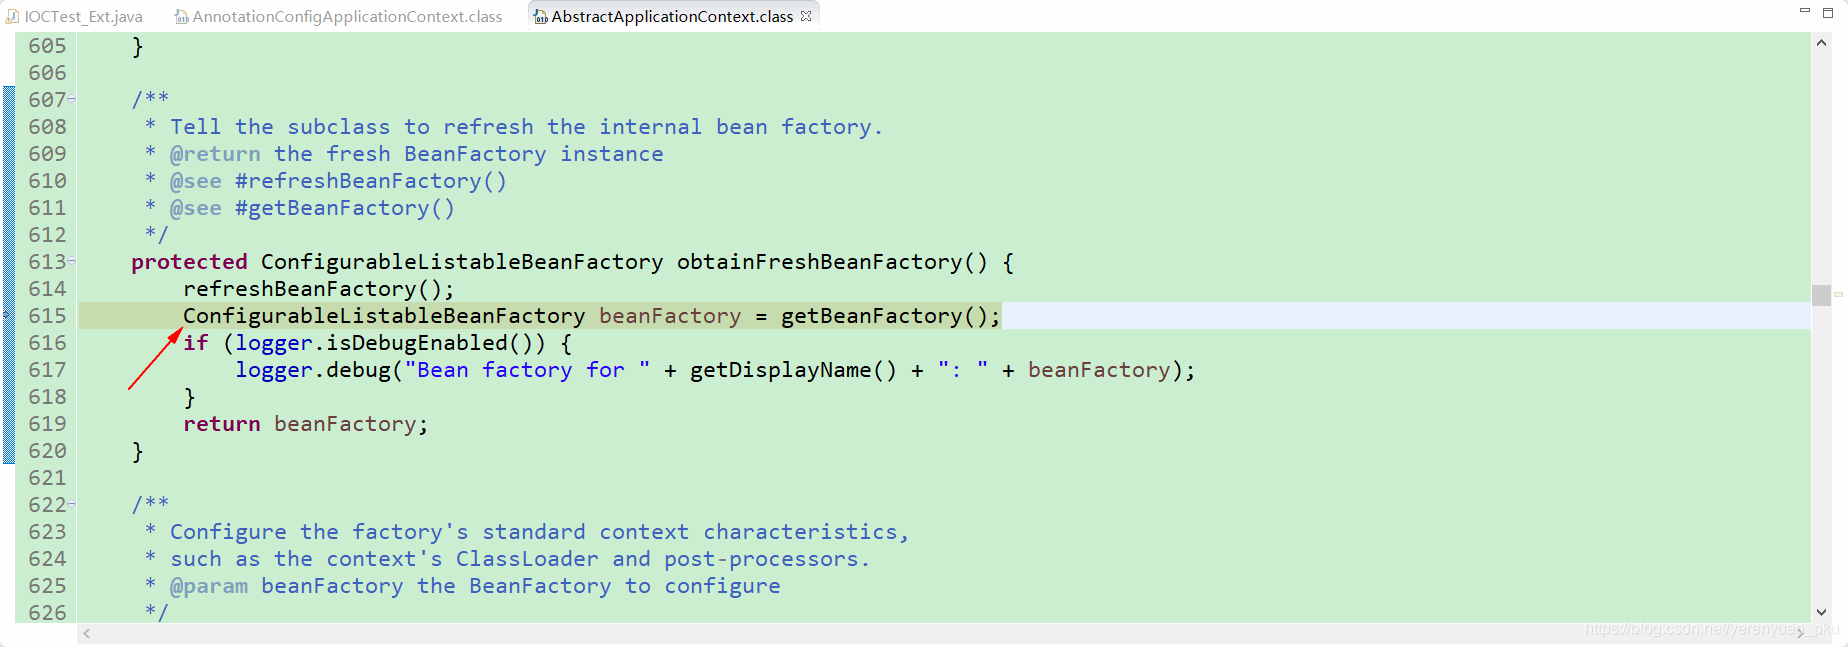 IOCTest_Ext.java AnnotationConfigApplicationContext.class AbstractApplicationContext.class
605 }
606
607 /**
608 * Tell the subclass to refresh the internal bean factory.
609 * @return the fresh BeanFactory instance
610 * @see #refreshBeanFactory()
611 * @see #getBeanFactory()
612 */
613 protected ConfigurableListableBeanFactory obtainFreshBeanFactory() {
614 refreshBeanFactory();
615 ConfigurableListableBeanFactory beanFactory = getBeanFactory();
616 if (logger.isDebugEnabled()) {
617 logger.debug("Bean factory for " + getDisplayName() + ": " + beanFactory);
618 }
619 return beanFactory;
620 }
621
622 /**
623 * Configure the factory's standard context characteristics,
624 * such as the context's ClassLoader and post-processors.
625 * @param beanFactory the BeanFactory to configure
626 */
https://blog.csdn.net/yerenyuan_pku